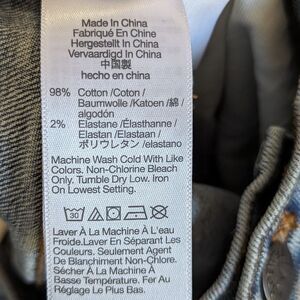 Made In China
Fabriqué En Chine
Hergestellt In China
Vervaardigd In China
中国製
hecho en china
98% Cotton /Coton /
Baumwolle /Katoen /綿 /
algodón
2% Elastane /Élasthanne /
Elastan /Elastaan /
ポリウレタン /elastano
Machine Wash Cold With Like
Colors. Non-Chlorine Bleach
Only. Tumble Dry Low. Iron
On Lowest Setting.
30
Laver À La Machine À L'eau
Froide.Laver En Séparant Les
Couleurs. Seulement Agent
De Blanchiment Non-Chlore.
Sécher À La Machine À
Basse Température. Fer Au
Réglage Le Plus Bas.